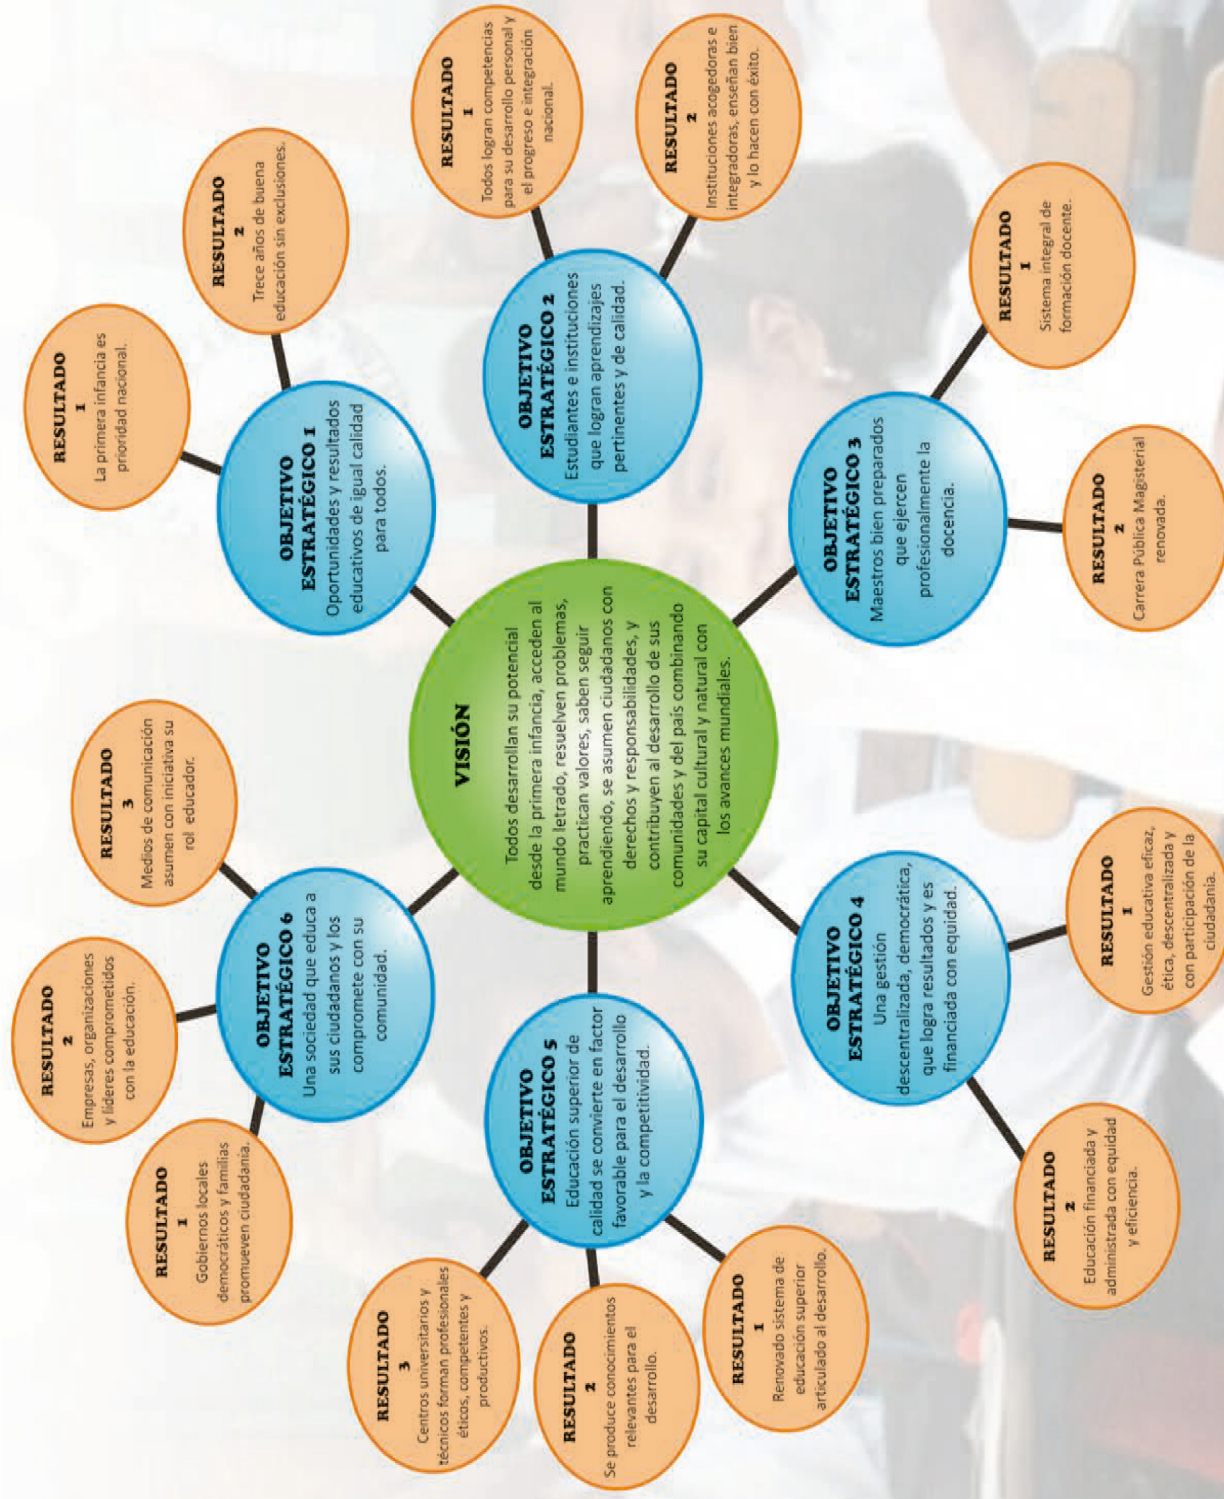 VISIÓN
Todos desarrollan su potencial
desde la primera infancia, acceden al
mundo letrado, resuelven problemas,
practican valores, saben seguir
aprendiendo, se asumen ciudadanos con
derechos y responsabilidades, y
contribuyen al desarrollo de sus
comunidades y del país combinando
su capital cultural y natural con
los avances mundiales.
OBJETIVO
ESTRATÉGICO 1
Oportunidades y resultados
educativos de igual calidad
para todos.
RESULTADO
1
La primera infancia es
prioridad nacional.
RESULTADO
2
Trece años de buena
educación sin exclusiones.
OBJETIVO
ESTRATÉGICO 2
Estudiantes e instituciones
que logran aprendizajes
pertinentes y de calidad.
RESULTADO
1
Todos logran competencias
para su desarrollo personal y
el progreso e integración
nacional.
RESULTADO
2
Instituciones acogedoras e
integradoras, enseñan bien
y lo hacen con éxito.
OBJETIVO
ESTRATÉGICO 3
Maestros bien preparados
que ejercen
profesionalmente la
docencia.
RESULTADO
1
Sistema integral de
formación docente.
RESULTADO
2
Carrera Pública Magisterial
renovada.
OBJETIVO
ESTRATÉGICO 4
Una gestión
descentralizada, democrática,
que logra resultados y es
financiada con equidad.
RESULTADO
1
Gestión educativa eficaz,
ética, descentralizada y
con participación de la
ciudadanía.
RESULTADO
2
Educación financiada y
administrada con equidad
y eficiencia.
OBJETIVO
ESTRATÉGICO 5
Educación superior de
calidad se convierte en factor
favorable para el desarrollo
y la competitividad.
RESULTADO
1
Renovado sistema de
educación superior
articulado al desarrollo.
RESULTADO
2
Se produce conocimientos
relevantes para el
desarrollo.
RESULTADO
3
Centros universitarios y
técnicos forman profesionales
éticos, competentes y
productivos.
OBJETIVO
ESTRATÉGICO 6
Una sociedad que educa a
sus ciudadanos y los
compromete con su
comunidad.
RESULTADO
1
Gobiernos locales
democráticos y familias
promueven ciudadanía.
RESULTADO
2
Empresas, organizaciones
y líderes comprometidos
con la educación.
RESULTADO
3
Medios de comunicación
asumen con iniciativa su
rol educador.